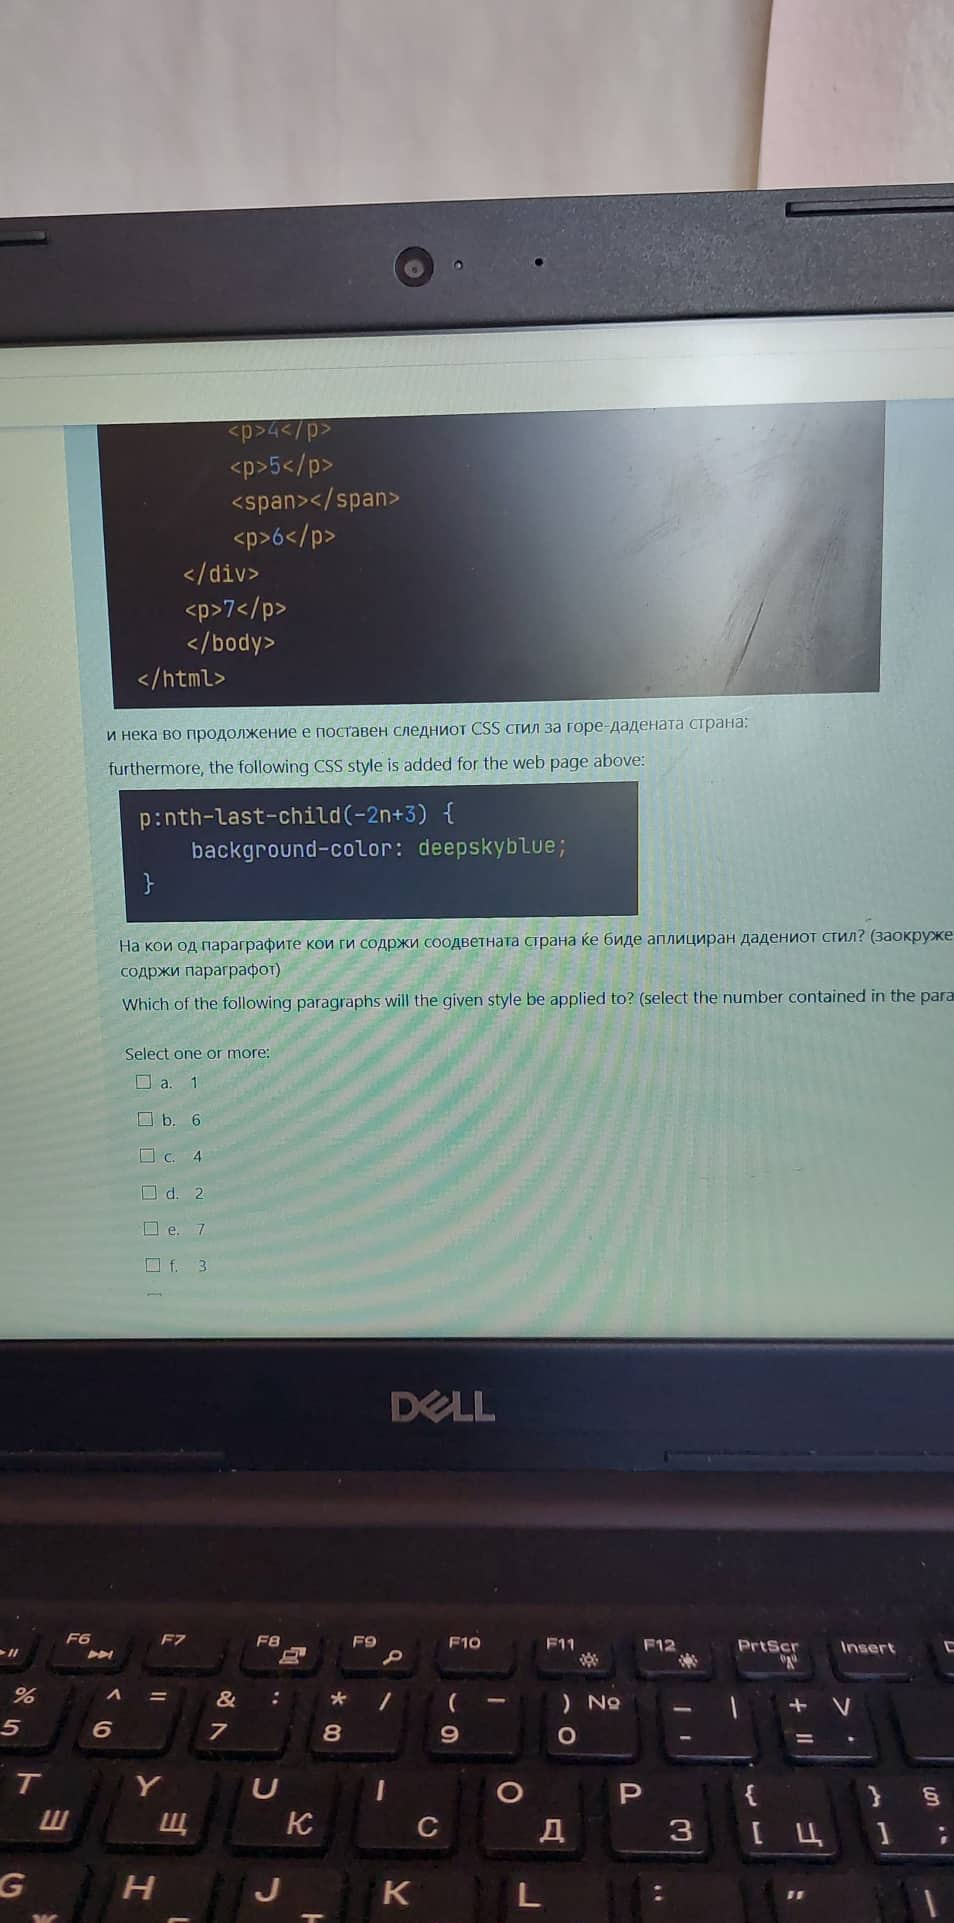 <p>4</p>
<p>5</p>
<span></span>
<p>6</p>
</div>
<p>7</p>
</body>
</html>
и нека во продолжение е поставен следниот CSS стил за горе-дадената страна:
furthermore, the following CSS style is added for the web page above:
p:nth-last-child(-2n+3) {
background-color: deepskyblue;
}
На кои од параграфите кои ги содржи соодветната страна ќе биде аплициран дадениот стил? (заокруже
содржи параграфот)
Which of the following paragraphs will the given style be applied to? (select the number contained in the para
Select one or more:
a. 1
b. 6
c. 4
d. 2
e. 7
f. 3
DELL
F6 F7 F8 F9 F10 F11 F12 PrtScr Insert
% ^ = & : * / ( - ) № _ | + V
5 6 7 8 9 0 - = .
T Y U I O P { } §
Ш Щ Ќ С Д З [ Ц ] ;
G H J K L : " |